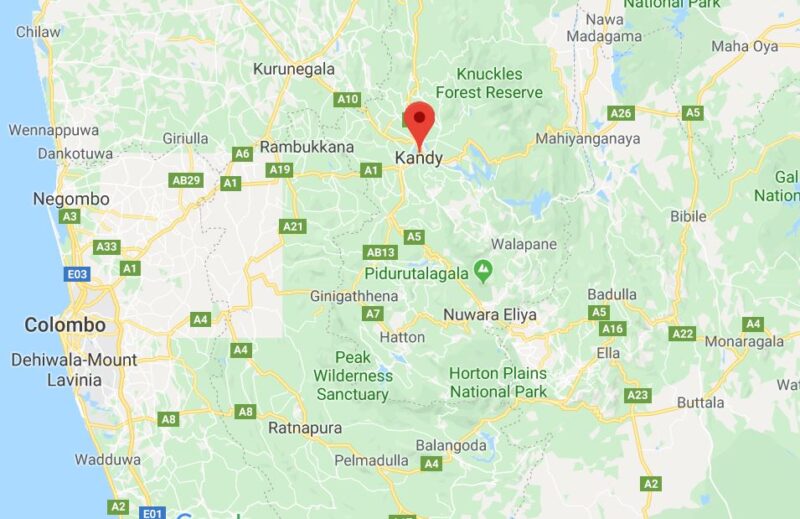 National Park
Chilaw
Nawa
Madagama
Maha Oya
Kurunegala
Knuckles
Forest Reserve
A10
A26
A5
Wennappuwa
Giriulla
Rambukkana
Mahiyanganaya
Dankotuwa
A6
Kandy
A19
A1
AB29
A1
Gal
Nation
Negombo
A3
Bibile
A21
A33
A5
Walapane
AB13
A1
E03
Pidurutalagala
Ginigathhena
Badulla
Colombo
A4
A7
Nuwara Eliya
A5
A16
A22
A4
Hatton
Monaragala
A4
Ella
Dehiwala-Mount
Lavinia
Peak
Wilderness
Sanctuary
Horton Plains
National Park
Wat
A23
Buttala
A8
A8
Ratnapura
Balangoda
Wadduwa
Pelmadulla
A4
A2
A2
E01